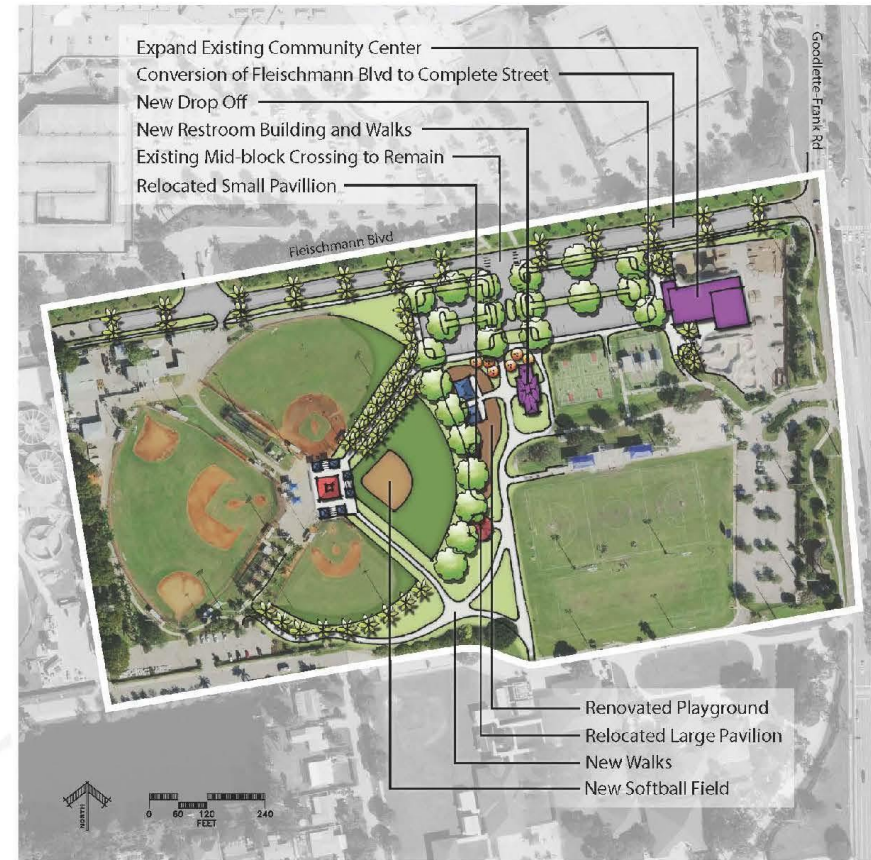 Expand Existing Community Center
Conversion of Fleischmann Blvd to Complete Street
New Drop Off
New Restroom Building and Walks
Existing Mid-block Crossing to Remain
Relocated Small Pavillion
Goodlette-Frank Rd
Fleischmann Blvd
Renovated Playground
Relocated Large Pavilion
New Walks
New Softball Field
NORTH
0 60 120 240
FEET